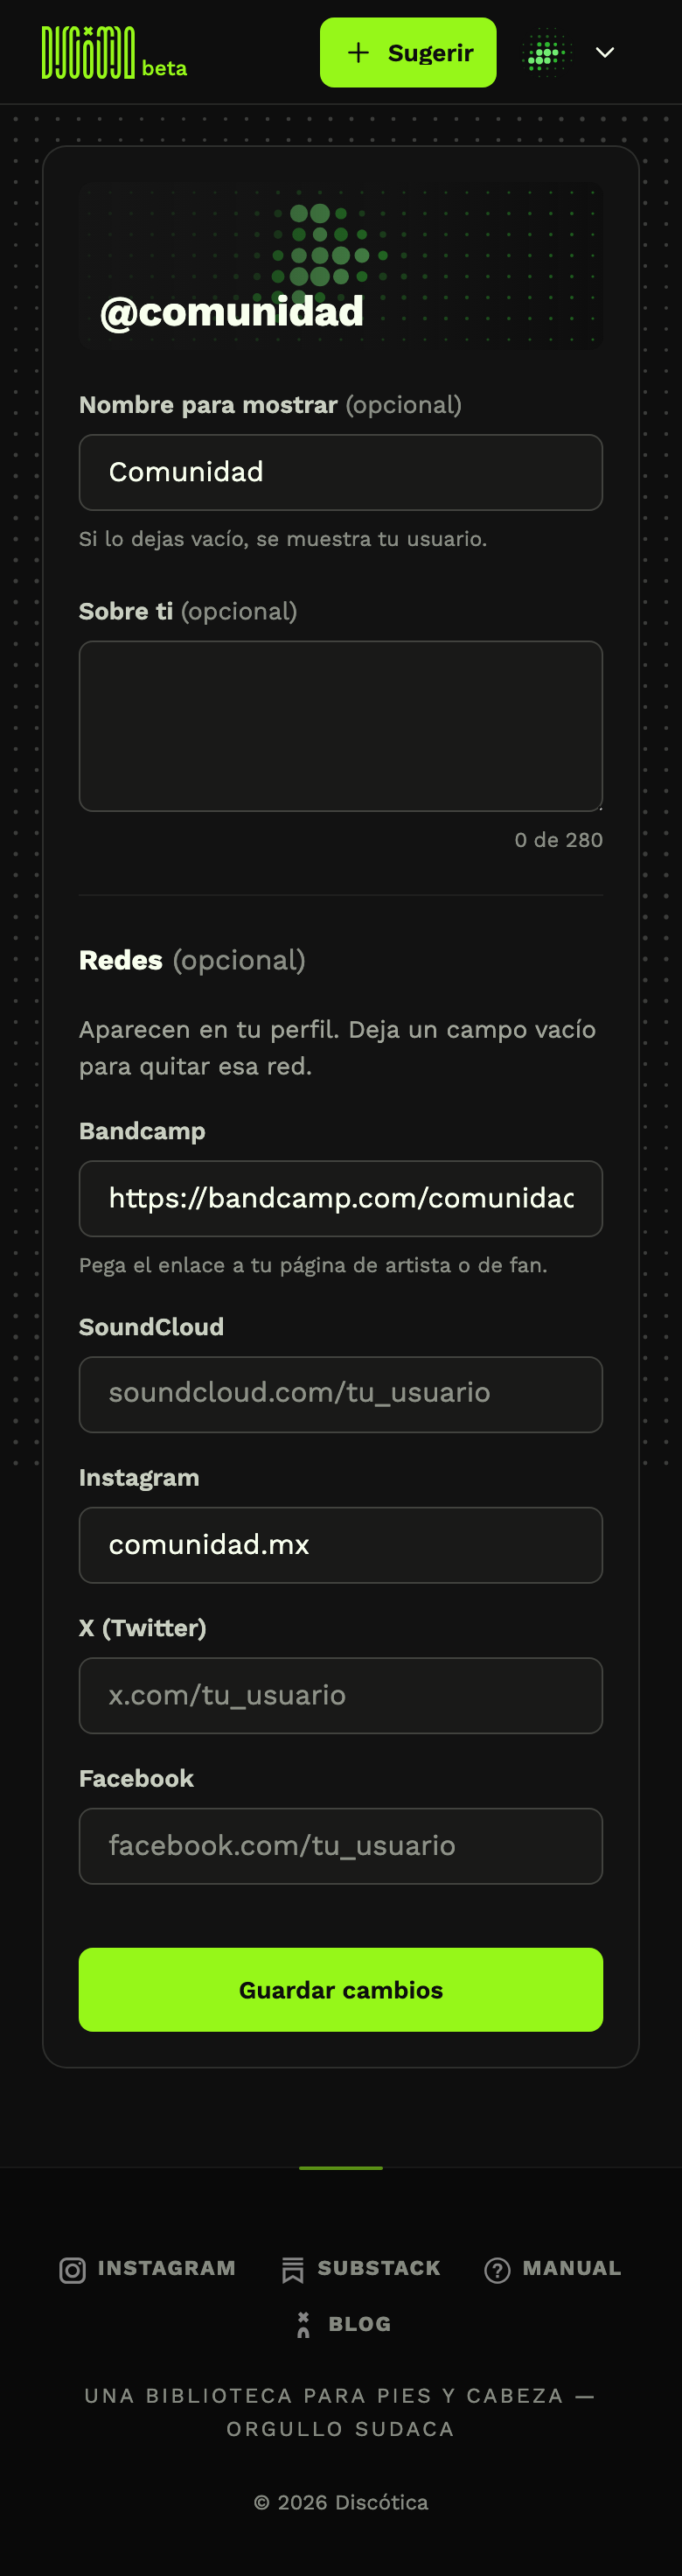 beta
+ Sugerir
@comunidad
Nombre para mostrar (opcional)
Comunidad
Si lo dejas vacío, se muestra tu usuario.
Sobre ti (opcional)
0 de 280
Redes (opcional)
Aparecen en tu perfil. Deja un campo vacío
para quitar esa red.
Bandcamp
https://bandcamp.com/comunidad
Pega el enlace a tu página de artista o de fan.
SoundCloud
soundcloud.com/tu_usuario
Instagram
comunidad.mx
X (Twitter)
x.com/tu_usuario
Facebook
facebook.com/tu_usuario
Guardar cambios
INSTAGRAM SUBSTACK MANUAL
BLOG
UNA BIBLIOTECA PARA PIES Y CABEZA —
ORGULLO SUDACA
© 2026 Discótica